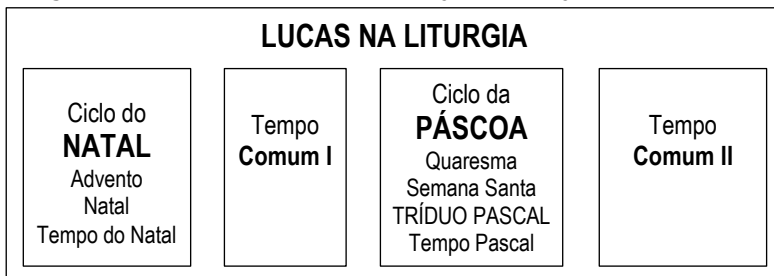 LUCAS NA LITURGIA
Ciclo do
NATAL
Advento
Natal
Tempo do Natal
Tempo
Comum I
Ciclo da
PÁSCOA
Quaresma
Semana Santa
TRÍDUO PASCAL
Tempo Pascal
Tempo
Comum II